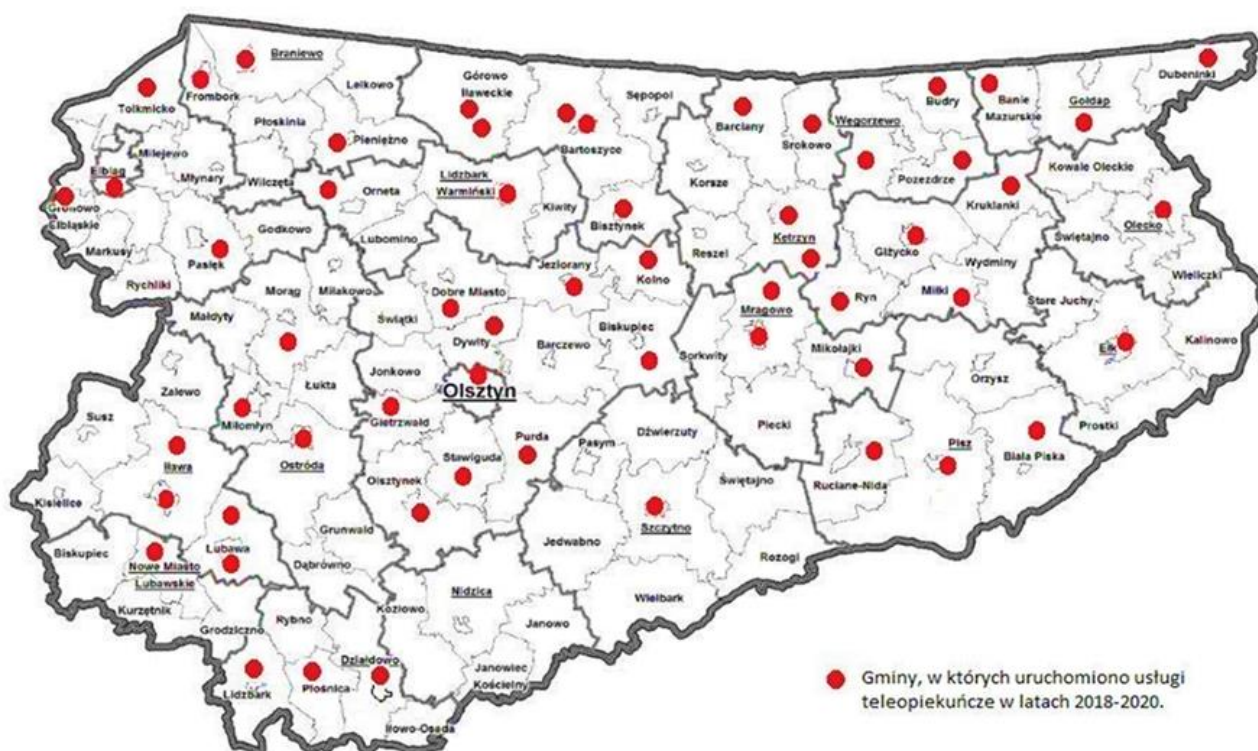 Braniewo
Dubeninki
Lelkowo
Górowo
Iławeckie
Sępopol
Frombork
Budry
Banie
Mazurskie
Gołdap
Tolkmicko
Płoskinia
Pieniężno
Bartoszyce
Barciany
Srokowo
Węgorzewo
Milejewo
Elbląg
Młynary
Wilczęta
Orneta
Lidzbark
Warmiński
Kiwity
Korsze
Pozezdrze
Kowale Oleckie
Kruklanki
Gronowo
Elbląskie
Markusy
Godkowo
Lubomino
Bisztynek
Reszel
Kętrzyn
Giżycko
Wydminy
Świętajno
Olecko
Wieliczki
Pasłęk
Rychliki
Morąg
Miłakowo
Dobre Miasto
Jeziorany
Kolno
Małdyty
Świątki
Dywity
Barczewo
Biskupiec
Sorkwity
Mrągowo
Ryn
Miłki
Stare Juchy
Ełk
Kalinowo
Zalewo
Łukta
Jonkowo
Olsztyn
Mikołajki
Orzysz
Susz
Miłomłyn
Gietrzwałd
Stawiguda
Purda
Pasym
Dźwierzuty
Piecki
Prostki
Iława
Ostróda
Olsztynek
Świętajno
Ruciane-Nida
Pisz
Biała Piska
Kisielice
Szczytno
Lubawa
Grunwald
Dąbrówno
Jedwabno
Rozogi
Biskupiec
Nowe Miasto
Lubawskie
Kurzętnik
Grodziczno
Rybno
Kozłowo
Nidzica
Janowo
Wielbark
Lidzbark
Płośnica
Działdowo
Janowiec
Kościelny
Iłowo-Osada
Gminy, w których uruchomiono usługi
teleopiekuńcze w latach 2018-2020.